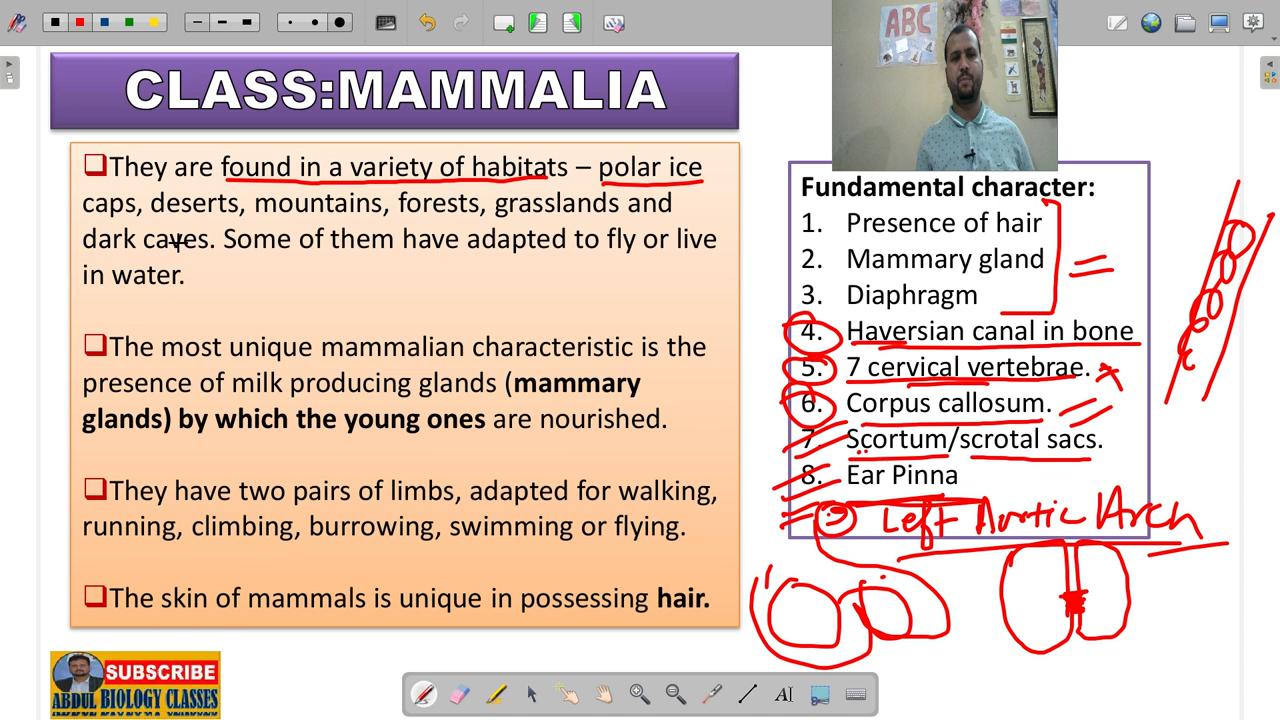 ABC
CLASS:MAMMALIA
They are found in a variety of habitats – polar ice
caps, deserts, mountains, forests, grasslands and
dark caves. Some of them have adapted to fly or live
in water.
The most unique mammalian characteristic is the
presence of milk producing glands (mammary
glands) by which the young ones are nourished.
They have two pairs of limbs, adapted for walking,
running, climbing, burrowing, swimming or flying.
The skin of mammals is unique in possessing hair.
Fundamental character:
1. Presence of hair
2. Mammary gland
3. Diaphragm
4. Haversian canal in bone
5. 7 cervical vertebrae.
6. Corpus callosum.
7. Scortum/scrotal sacs.
8. Ear Pinna
Left Aortic Arch
SUBSCRIBE
ABDUL BIOLOGY CLASSES
AI